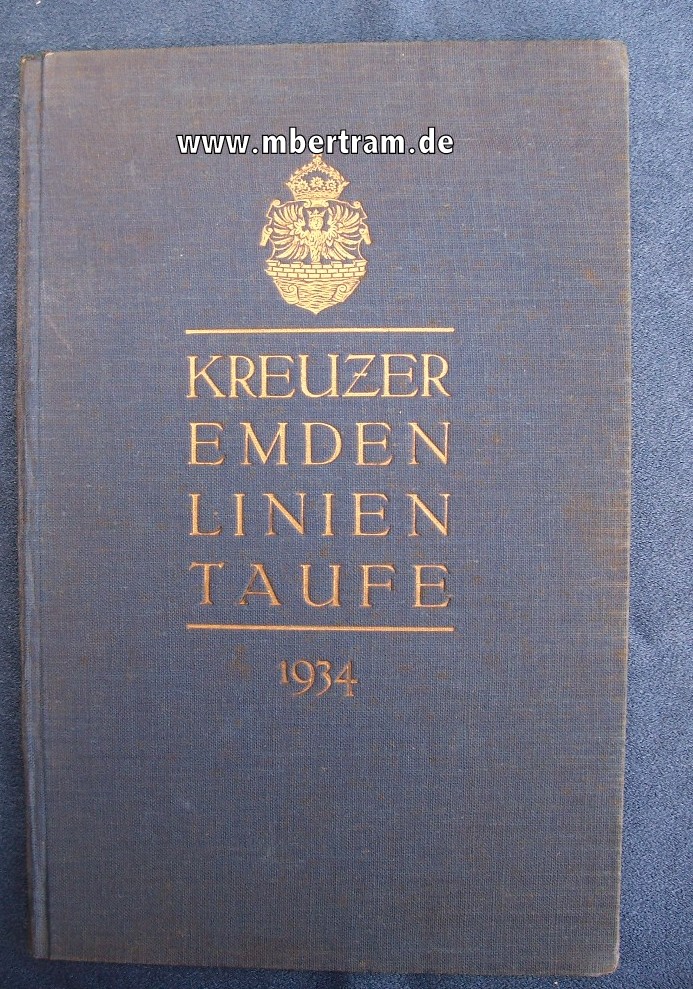 www.mbertram.de
KREUZER
EMDEN
LINIEN
TAUFE
1934